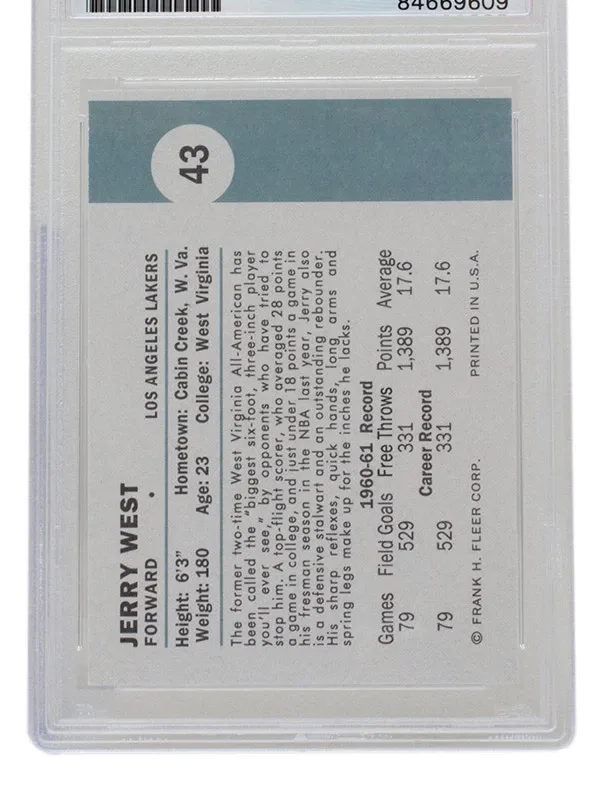 84669609
43
JERRY WEST
FORWARD • LOS ANGELES LAKERS
Height: 6'3" Hometown: Cabin Creek, W. Va.
Weight: 180 Age: 23 College: West Virginia
The former two-time West Virginia All-American has
been called the "biggest six-foot, three-inch player
you'll ever see," by opponents who have tried to
stop him. A top-flight scorer, who averaged 28 points
a game in college, and just under 18 points a game in
his fresman season in the NBA last year, Jerry also
is a defensive stalwart and an outstanding rebounder.
His sharp reflexes, quick hands, long arms and
spring legs make up for the inches he lacks.
1960-61 Record
Games Field Goals Free Throws Points Average
79 529 331 1,389 17.6
Career Record
79 529 331 1,389 17.6
© FRANK H. FLEER CORP. PRINTED IN U.S.A.